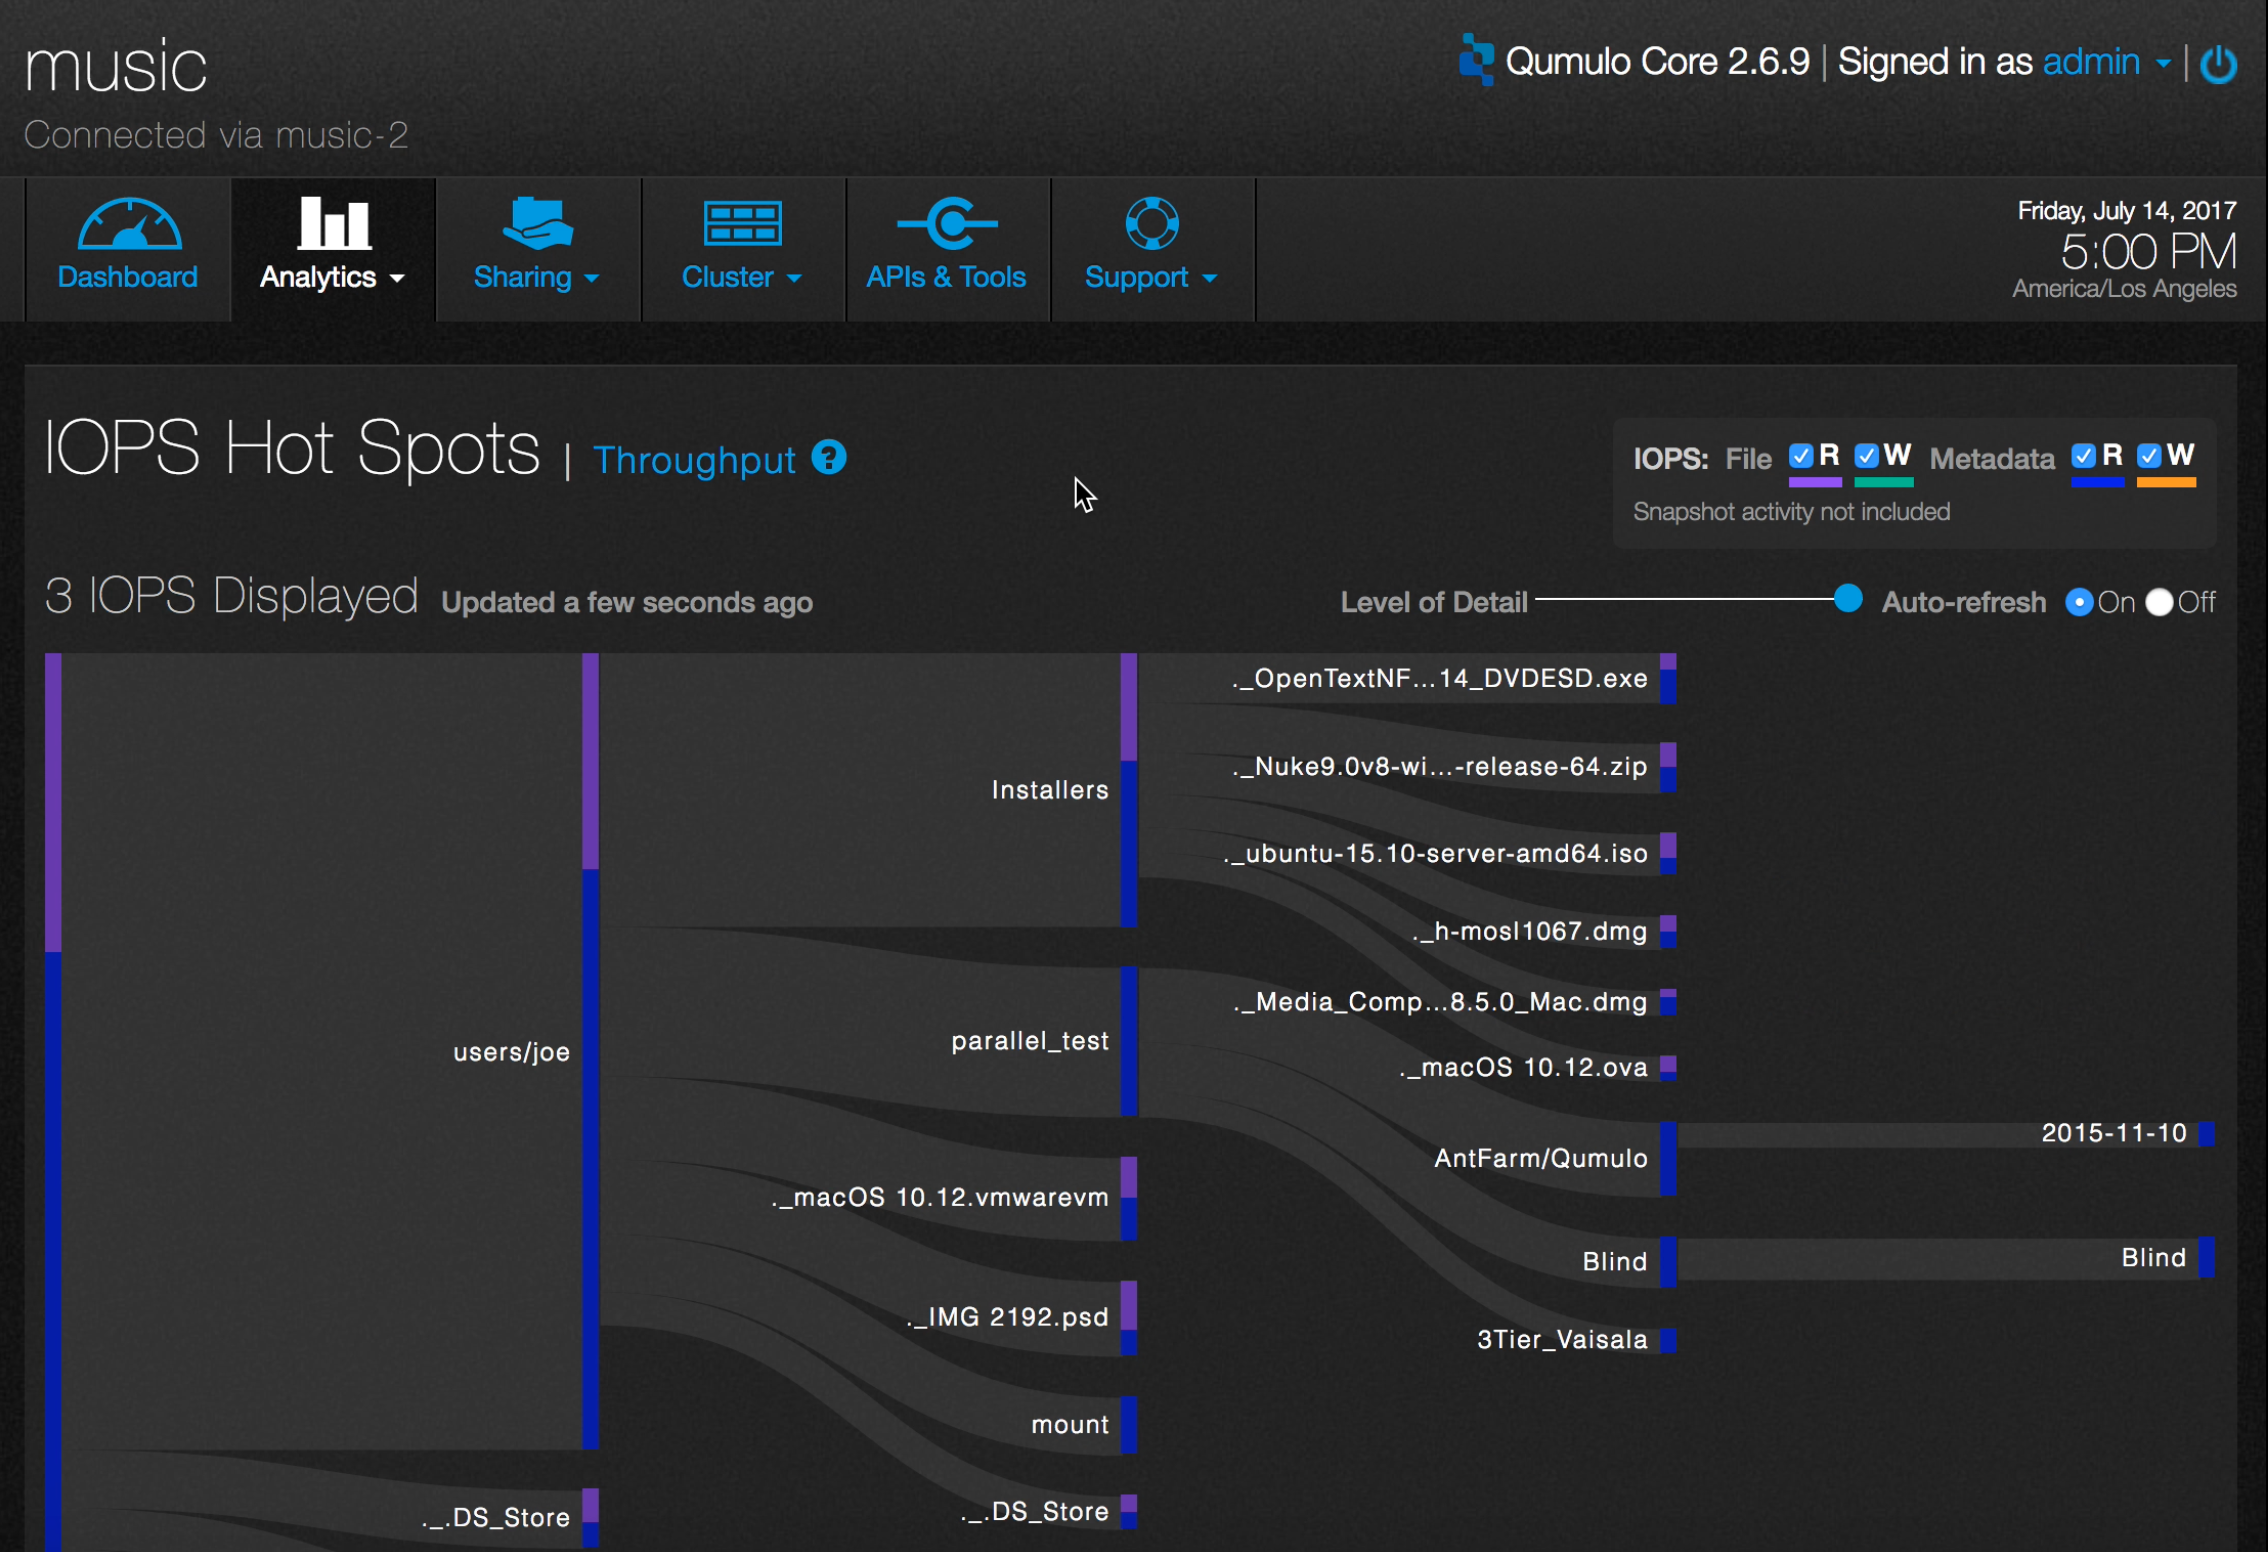 music
Connected via music-2
Qumulo Core 2.6.9 | Signed in as admin
Dashboard
Analytics
Sharing
Cluster
APIs & Tools
Support
Friday, July 14, 2017
5:00 PM
America/Los Angeles
IOPS Hot Spots | Throughput ?
IOPS: File R W Metadata R W
Snapshot activity not included
3 IOPS Displayed Updated a few seconds ago
Level of Detail
Auto-refresh On Off
users/joe
._.DS_Store
Installers
parallel_test
._macOS 10.12.vmwarevm
._IMG 2192.psd
mount
._.DS_Store
._OpenTextNF...14_DVDESD.exe
._Nuke9.0v8-wi...-release-64.zip
._ubuntu-15.10-server-amd64.iso
._h-mosl1067.dmg
._Media_Comp...8.5.0_Mac.dmg
._macOS 10.12.ova
AntFarm/Qumulo
Blind
3Tier_Vaisala
2015-11-10
Blind